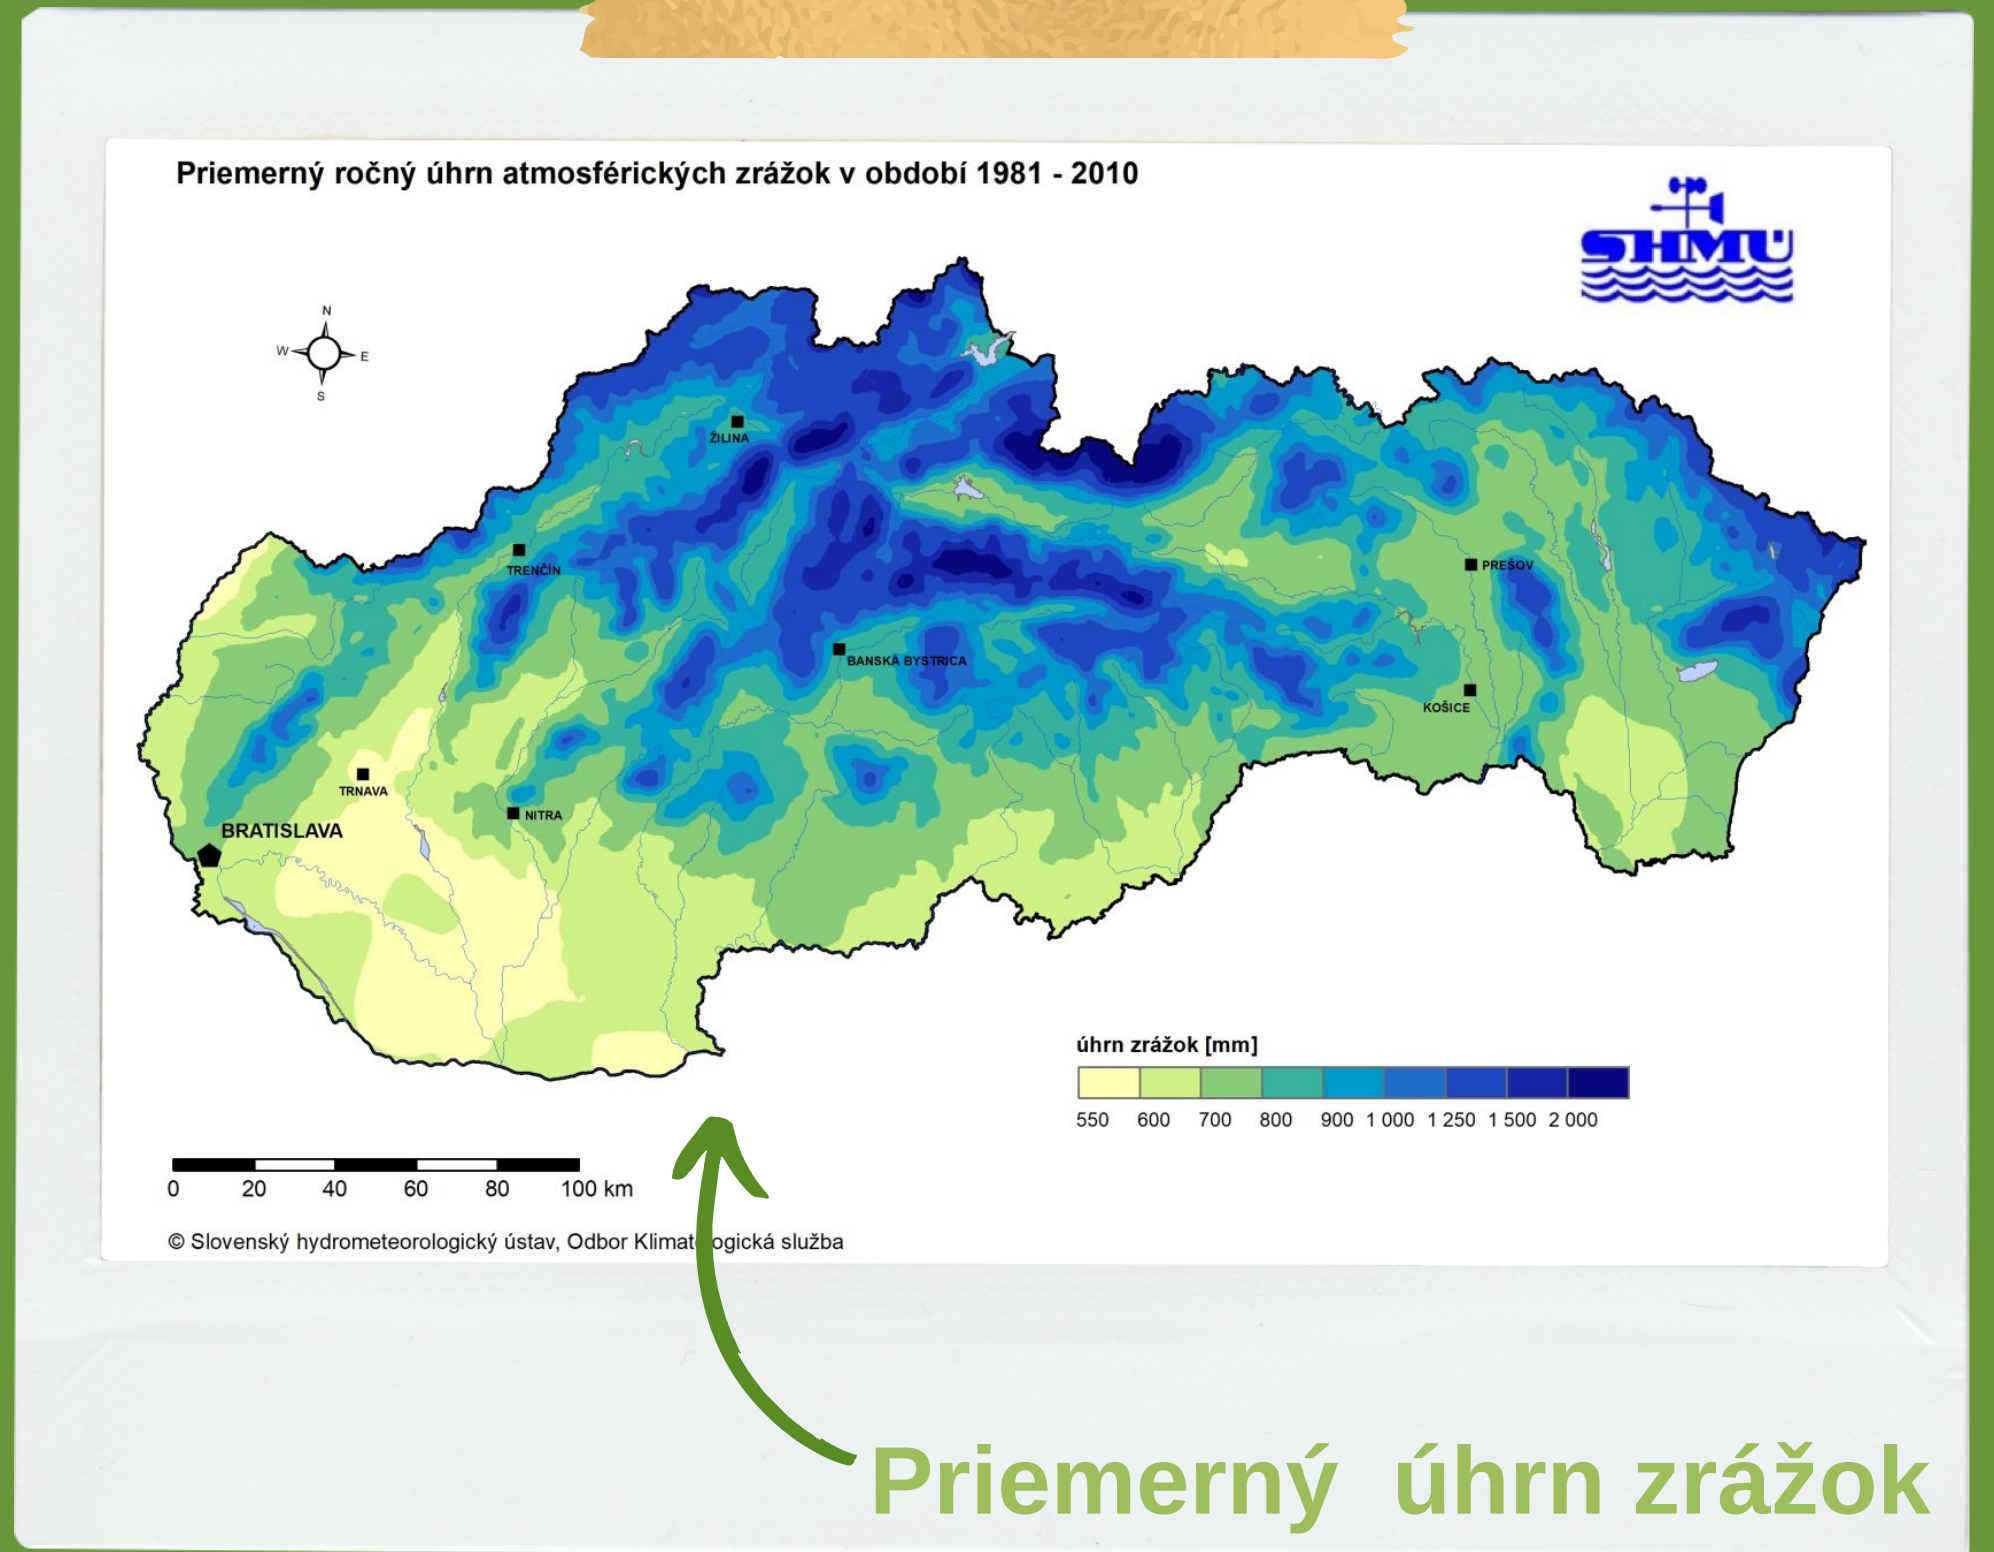 Priemerný ročný úhrn atmosférických zrážok v období 1981 - 2010
SHMÚ
N
W E
S
ŽILINA
TRENČÍN
PREŠOV
BANSKÁ BYSTRICA
KOŠICE
TRNAVA
NITRA
BRATISLAVA
úhrn zrážok [mm]
550 600 700 800 900 1 000 1 250 1 500 2 000
0 20 40 60 80 100 km
© Slovenský hydrometeorologický ústav, Odbor Klimatologická služba
Priemerný úhrn zrážok